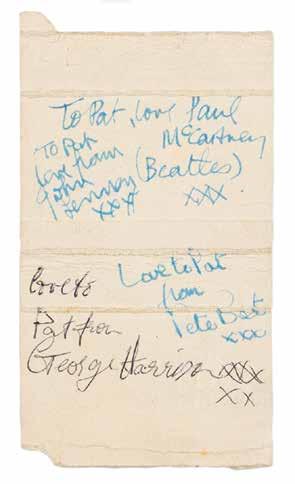 To Pat, love Paul
McCartney
(Beatles)
xxx
To Pat
love from
John
Lennon
xxx
Love to Pat
from
Pete Best
xxx
love to
Pat from
George Harrison xxx
xx